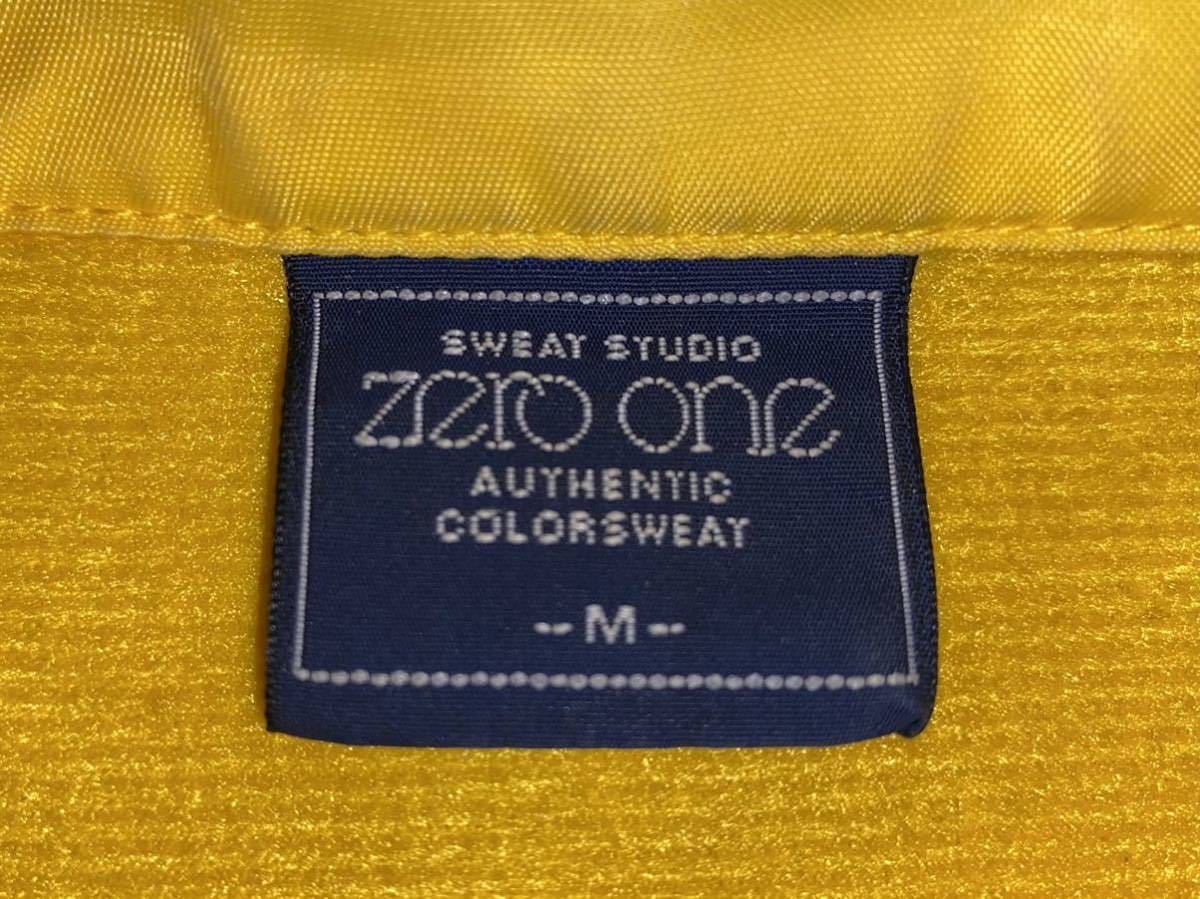 SWEAT STUDIO
zero one
AUTHENTIC
COLORSWEAT
-M-